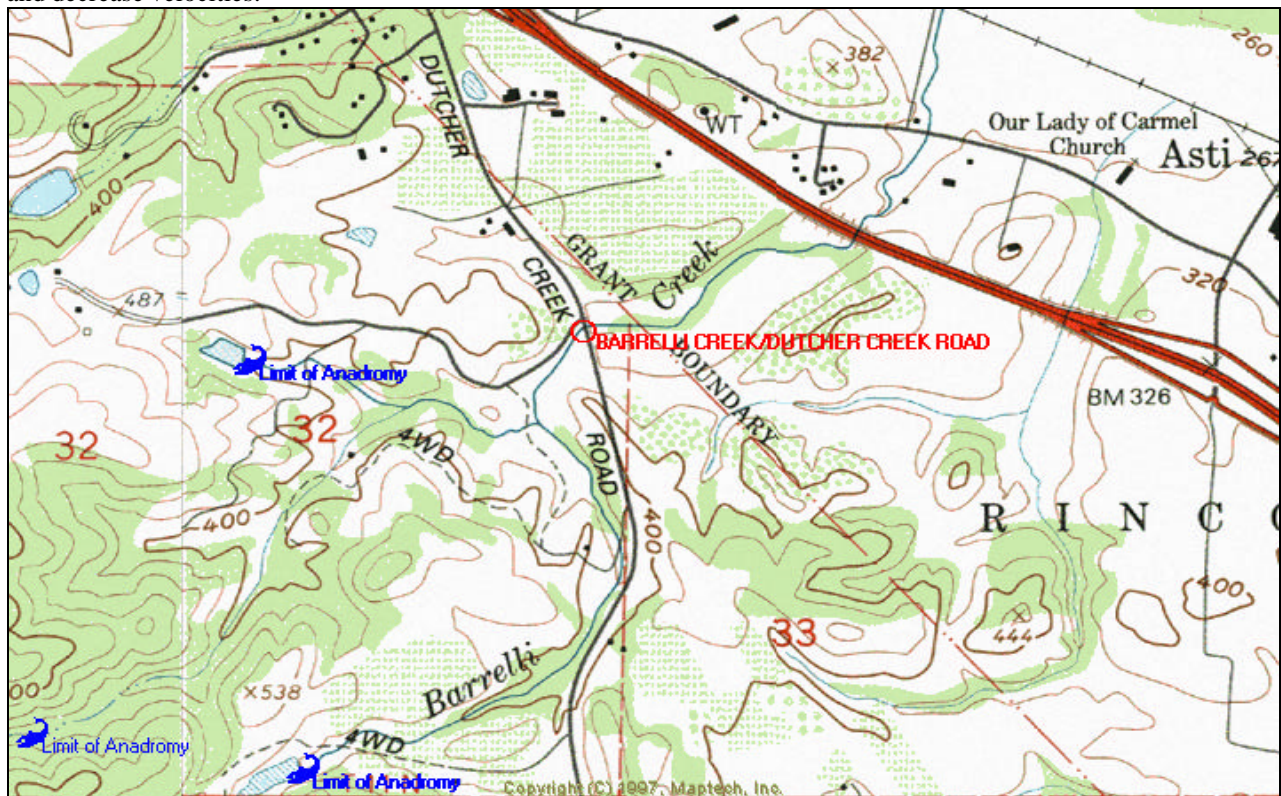 and decrease velocities.
382
260
DUTCHER
WT
Our Lady of Carmel
Church
Asti
267
400
GRANT
Creek
CREEK
320
487
BARRELLI CREEK/DUTCHER CREEK ROAD
Limit of Anadromy
BOUNDARY
BM 326
32
32
4WD
ROAD
400
400
R I N C O
400
444
33
Barrelli
538
00
Limit of Anadromy
4WD
Limit of Anadromy
Copyright (C) 1997, Maptech, Inc.